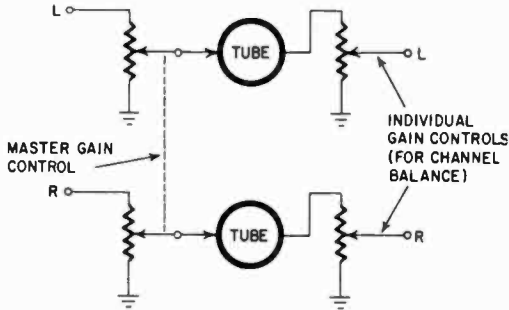 L
TUBE
L
MASTER GAIN
CONTROL
INDIVIDUAL
GAIN CONTROLS
(FOR CHANNEL
BALANCE)
R
TUBE
R